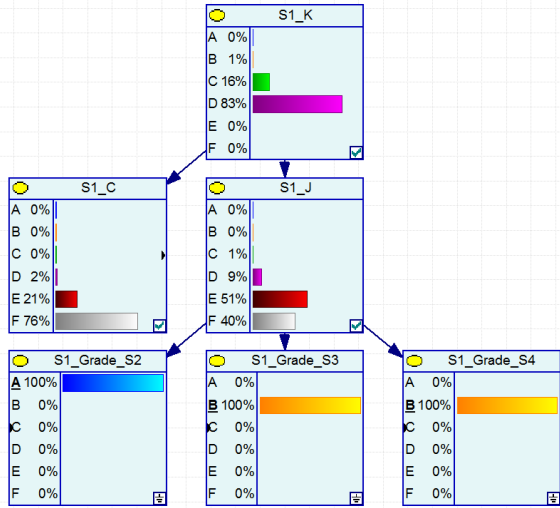 S1_K
A 0%
B 1%
C 16%
D 83%
E 0%
F 0%
S1_C
A 0%
B 0%
C 0%
D 2%
E 21%
F 76%
S1_J
A 0%
B 0%
C 1%
D 9%
E 51%
F 40%
S1_Grade_S2
A 100%
B 0%
C 0%
D 0%
E 0%
F 0%
S1_Grade_S3
A 0%
B 100%
C 0%
D 0%
E 0%
F 0%
S1_Grade_S4
A 0%
B 100%
C 0%
D 0%
E 0%
F 0%